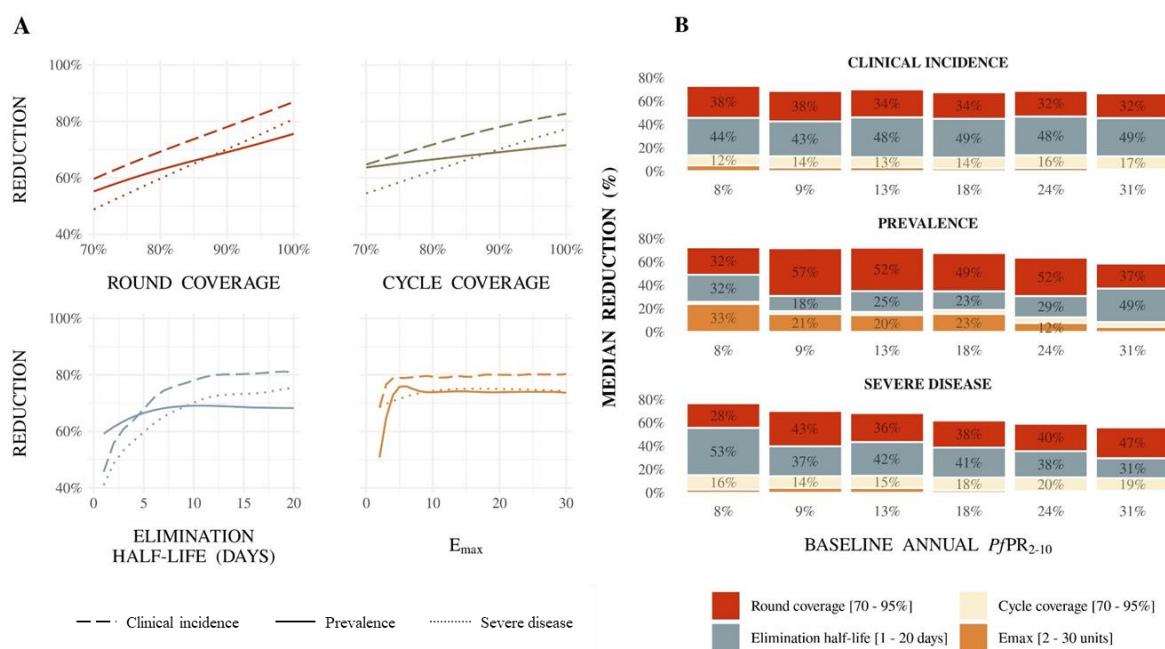 A
B
REDUCTION
100%
80%
60%
40%
70% 80% 90% 100%
ROUND COVERAGE
70% 80% 90% 100%
CYCLE COVERAGE
REDUCTION
100%
80%
60%
40%
0 5 10 15 20
ELIMINATION
HALF-LIFE (DAYS)
0 10 20 30
Emax
Clinical incidence Prevalence Severe disease
MEDIAN REDUCTION (%)
CLINICAL INCIDENCE
80%
60%
40%
20%
0%
38% 38% 34% 34% 32% 32%
44% 43% 48% 49% 48% 49%
12% 14% 13% 14% 16% 17%
8% 9% 13% 18% 24% 31%
PREVALENCE
80%
60%
40%
20%
0%
32% 57% 52% 49% 52% 37%
32% 18% 25% 23% 29% 49%
33% 21% 20% 23% 12%
8% 9% 13% 18% 24% 31%
SEVERE DISEASE
80%
60%
40%
20%
0%
28% 43% 36% 38% 40% 47%
53% 37% 42% 41% 38% 31%
16% 14% 15% 18% 20% 19%
8% 9% 13% 18% 24% 31%
BASELINE ANNUAL PfPR2-10
Round coverage [70 - 95%] Cycle coverage [70 - 95%]
Elimination half-life [1 - 20 days] Emax [2 - 30 units]